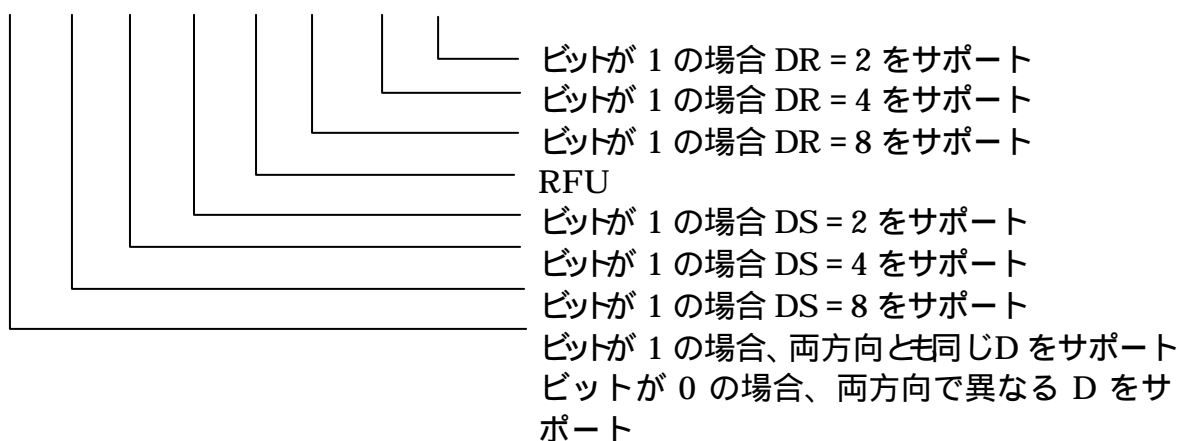 ビットが 1 の場合 DR = 2 をサポート
ビットが 1 の場合 DR = 4 をサポート
ビットが 1 の場合 DR = 8 をサポート
RFU
ビットが 1 の場合 DS = 2 をサポート
ビットが 1 の場合 DS = 4 をサポート
ビットが 1 の場合 DS = 8 をサポート
ビットが 1 の場合、両方向とも同じD をサポート
ビットが 0 の場合、両方向で異なる D をサ
ポート